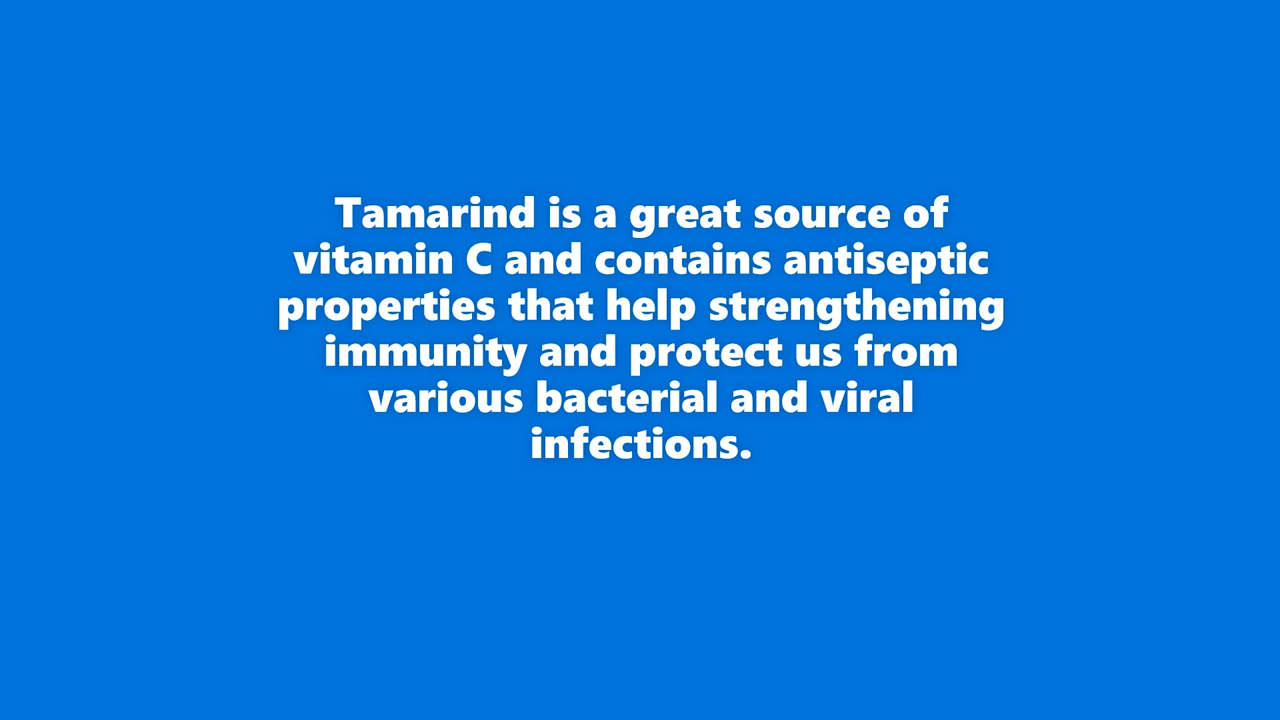 Tamarind is a great source of
vitamin C and contains antiseptic
properties that help strengthening
immunity and protect us from
various bacterial and viral
infections.